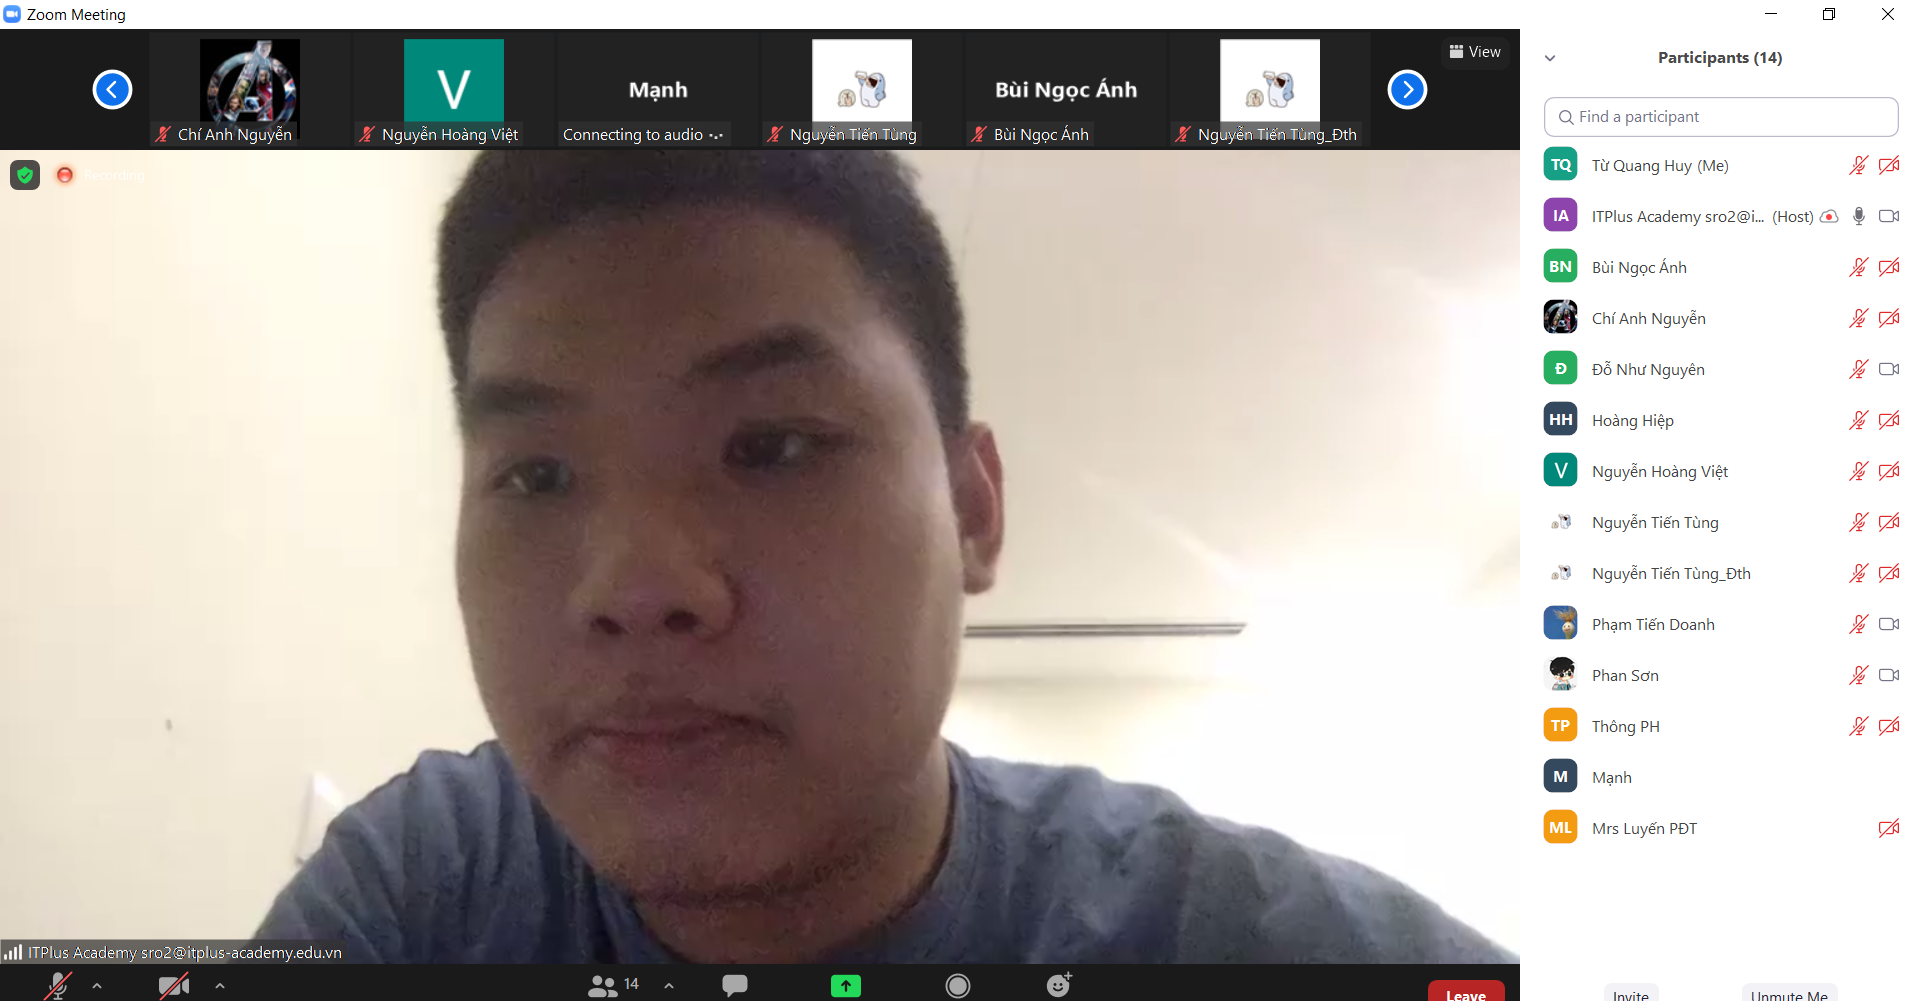 Zoom Meeting
View
V
Mạnh
Bùi Ngọc Ánh
Chí Anh Nguyễn
Nguyễn Hoàng Việt
Connecting to audio
Nguyễn Tiến Tùng
Bùi Ngọc Ánh
Nguyễn Tiến Tùng_Đth
Recording
ITPlus Academy sro2@itplus-academy.edu.vn
14
Leave
Participants (14)
Find a participant
TQ Từ Quang Huy (Me)
IA ITPlus Academy sro2@i... (Host)
BN Bùi Ngọc Ánh
Chí Anh Nguyễn
Đ Đỗ Như Nguyên
HH Hoàng Hiệp
V Nguyễn Hoàng Việt
Nguyễn Tiến Tùng
Nguyễn Tiến Tùng_Đth
Phạm Tiến Doanh
Phan Sơn
TP Thông PH
M Mạnh
ML Mrs Luyến PĐT
Invite
Unmute Me